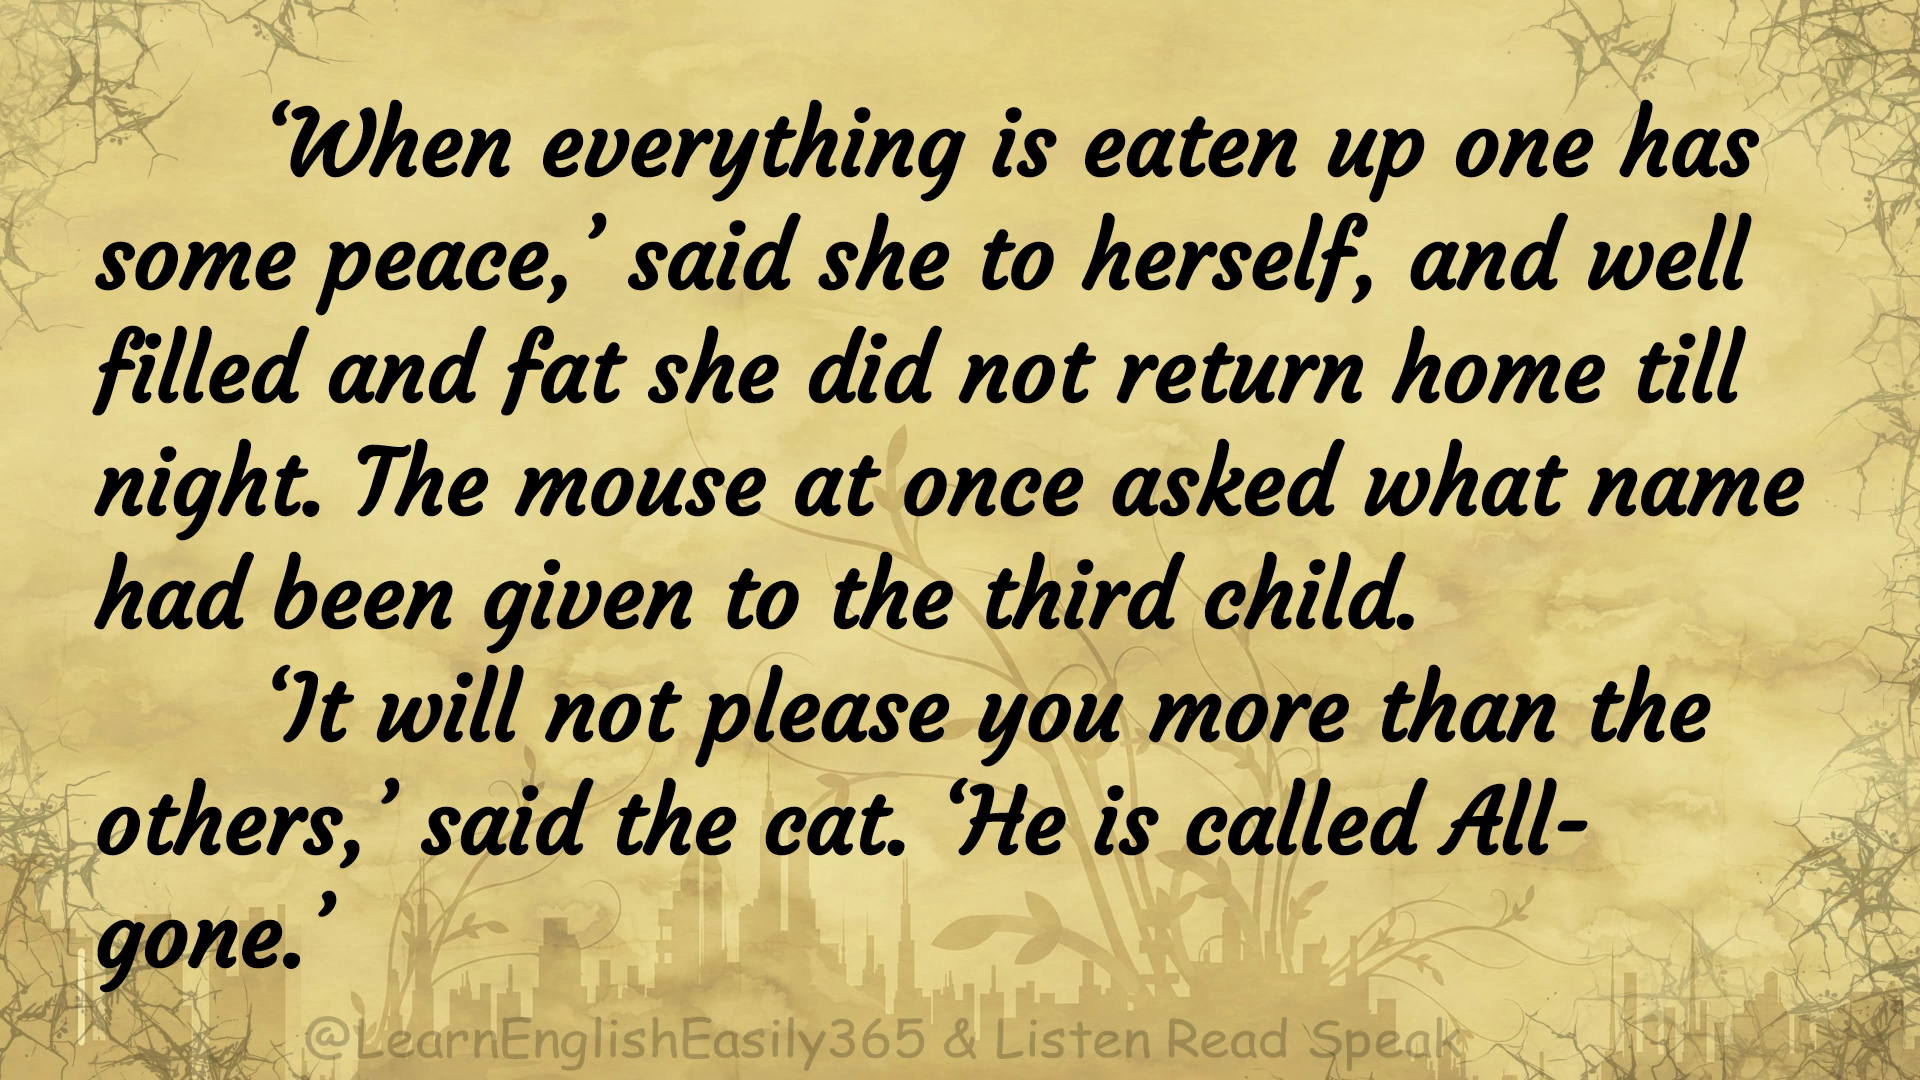 ‘When everything is eaten up one has
some peace,’ said she to herself, and well
filled and fat she did not return home till
night. The mouse at once asked what name
had been given to the third child.
‘It will not please you more than the
others,’ said the cat. ‘He is called All-
gone.’
@LearnEnglishEasily365 & Listen Read Speak